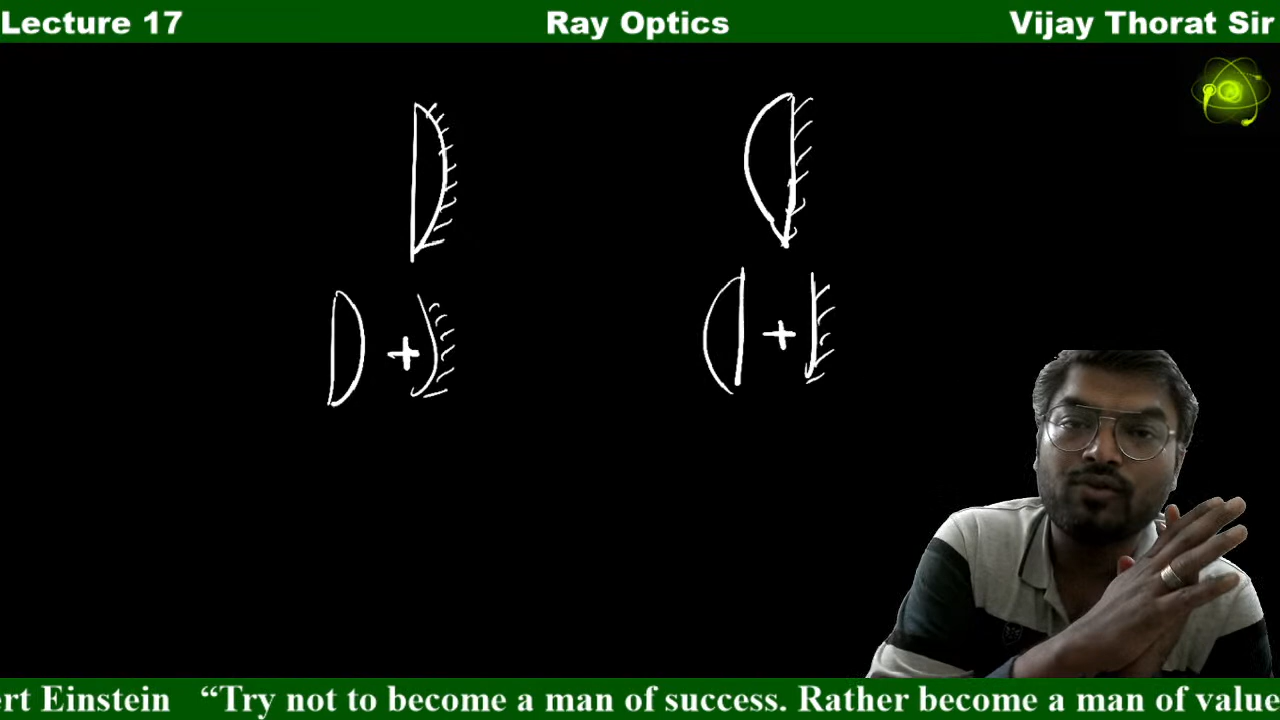 Lecture 17 Ray Optics Vijay Thorat Sir
+ +
ert Einstein “Try not to become a man of success. Rather become a man of value